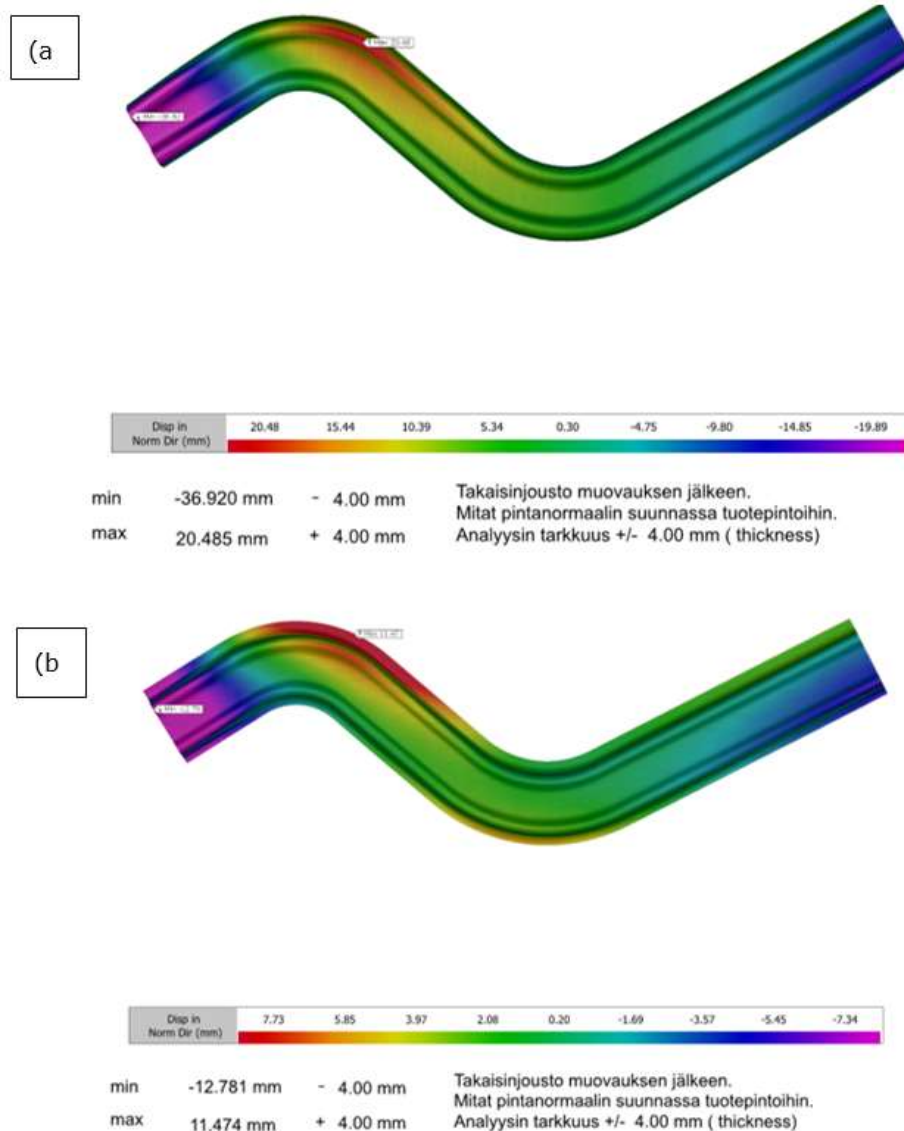 (a
Disp in
Norm Dir (mm)
20.48 15.44 10.39 5.34 0.30 -4.75 -9.80 -14.85 -19.89
min -36.920 mm - 4.00 mm
max 20.485 mm + 4.00 mm
Takaisinjousto muovauksen jälkeen.
Mitat pintanormaalin suunnassa tuotepintoihin.
Analyysin tarkkuus +/- 4.00 mm ( thickness)
(b
Disp in
Norm Dir (mm)
7.73 5.85 3.97 2.08 0.20 -1.69 -3.57 -5.45 -7.34
min -12.781 mm - 4.00 mm
max 11.474 mm + 4.00 mm
Takaisinjousto muovauksen jälkeen.
Mitat pintanormaalin suunnassa tuotepintoihin.
Analyysin tarkkuus +/- 4.00 mm ( thickness)